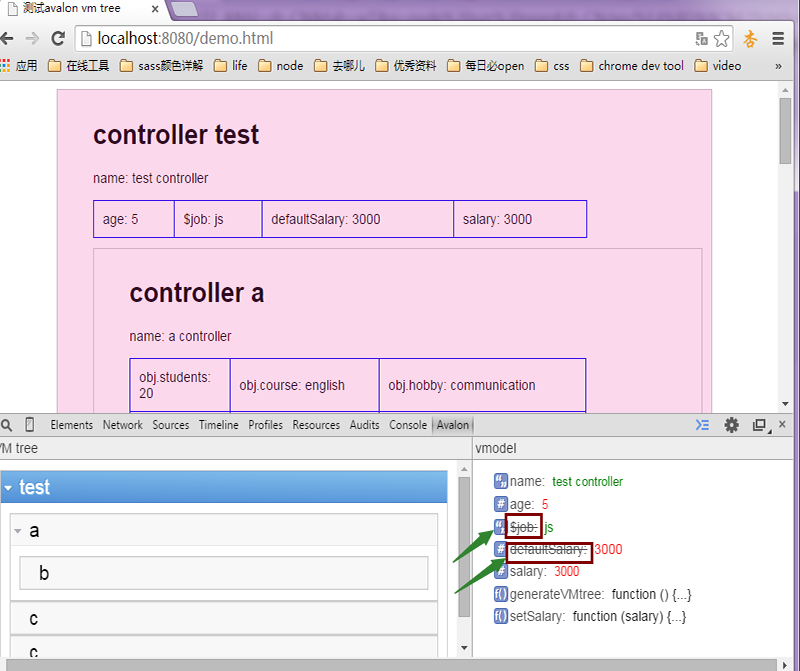 测试avalon vm tree
localhost:8080/demo.html
应用 在线工具 sass颜色详解 life node 去哪儿 优秀资料 每日必open css chrome dev tool video »
controller test
name: test controller
age: 5 $job: js defaultSalary: 3000 salary: 3000
controller a
name: a controller
obj.students: 20 obj.course: english obj.hobby: communication
Elements Network Sources Timeline Profiles Resources Audits Console Avalon
VM tree vmodel
test
a
b
c
c
name: test controller
age: 5
$job: js
defaultSalary: 3000
salary: 3000
generateVMtree: function () {...}
setSalary: function (salary) {...}